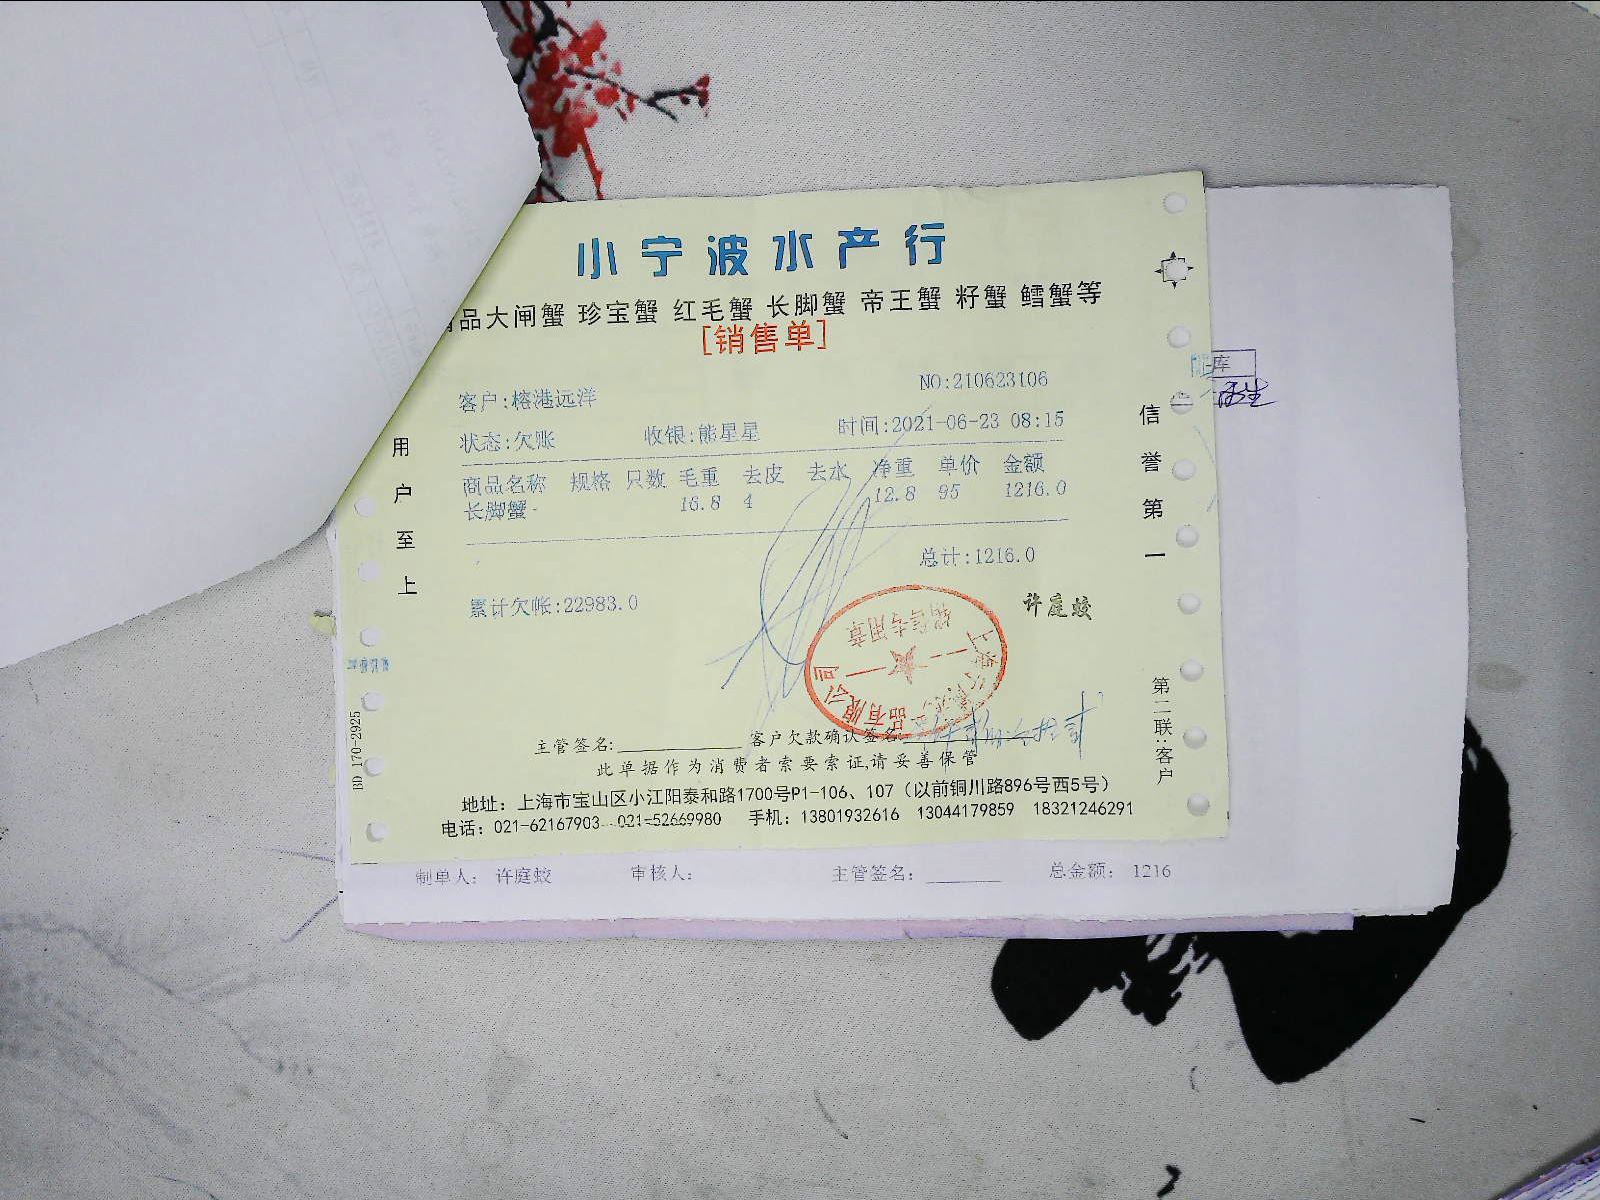 小宁波水产行
品大闸蟹 珍宝蟹 红毛蟹 长脚蟹 帝王蟹 籽蟹 鳕蟹等
[销售单]
NO:210623106
客户:榕港远洋
状态:欠账 收银:熊星星 时间:2021-06-23 08:15
商品名称 规格 只数 毛重 去皮 去水 净重 单价 金额
长脚蟹 16.8 4 12.8 95 1216.0
总计:1216.0
累计欠帐:22983.0
许庭蛟
用户至上
信誉第一
第二联:客户
BD 170-2925
销售专用章
主管签名: 客户欠款确认签名
此单据作为消费者索要索证,请妥善保管
地址：上海市宝山区小江阳泰和路1700号P1-106、107（以前铜川路896号西5号）
电话：021-62167903 021-52669980 手机：13801932616 13044179859 18321246291
制单人： 许庭蛟 审核人： 主管签名： 总金额： 1216
库